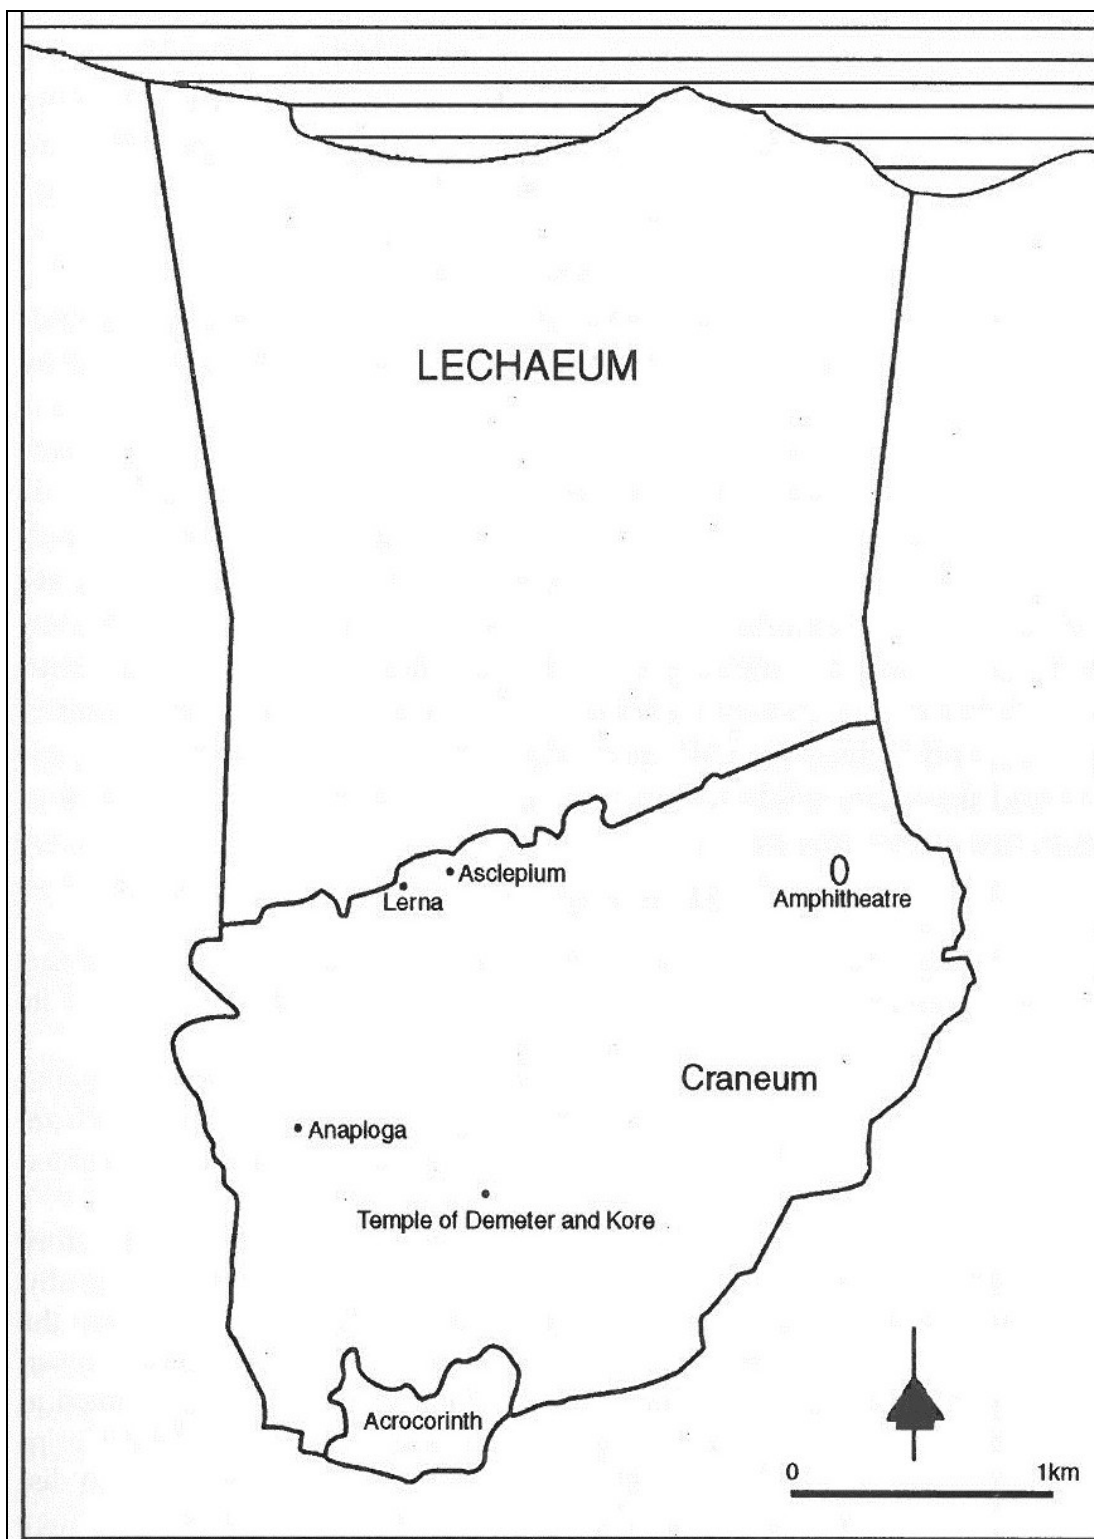 LECHAEUM
Asclepium
Lerna
Amphitheatre
Craneum
Anaploga
Temple of Demeter and Kore
Acrocorinth
0 1km